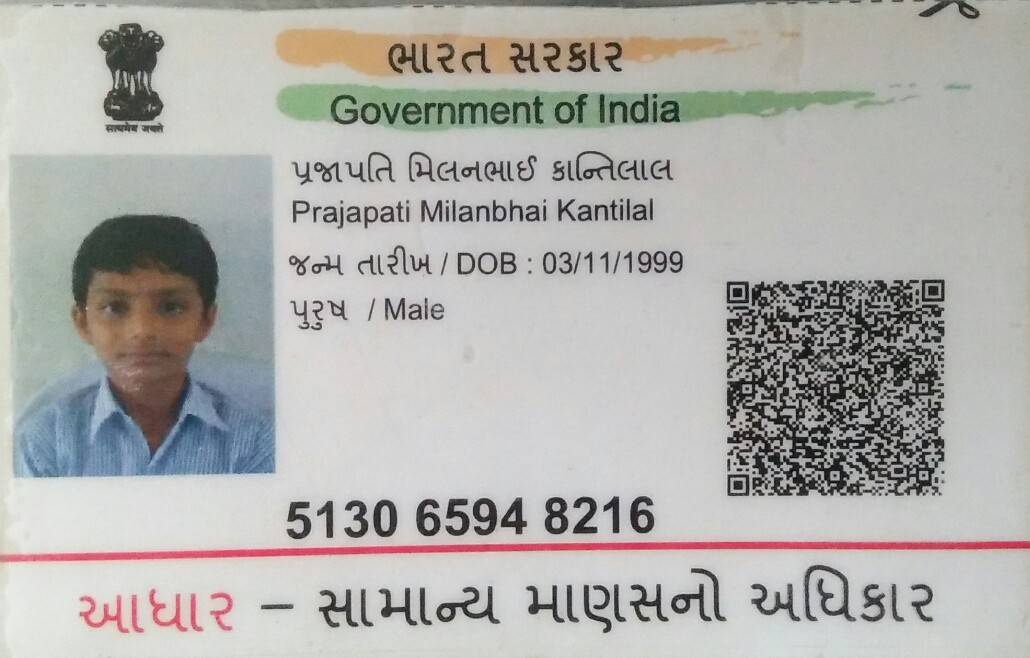 ભારત સરકાર
Government of India
सत्यमेव जयते
પ્રજાપતિ મિલનભાઈ કાન્તિલાલ
Prajapati Milanbhai Kantilal
જન્મ તારીખ / DOB : 03/11/1999
પુરુષ / Male
5130 6594 8216
આધાર – સામાન્ય માણસનો અધિકાર